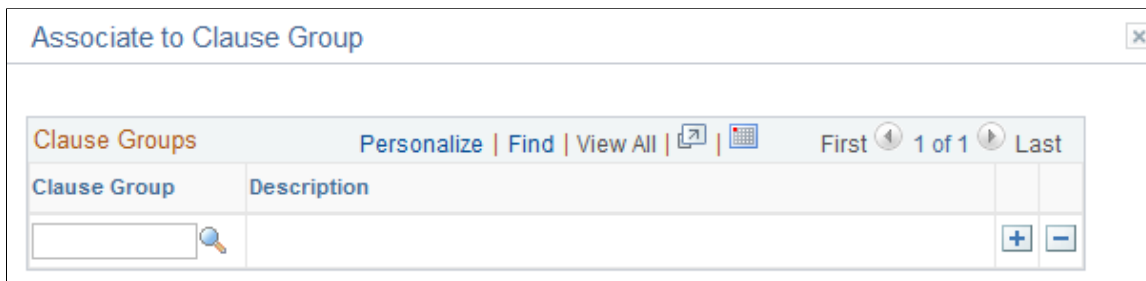 Associate to Clause Group
Clause Groups Personalize | Find | View All | | First 1 of 1 Last
Clause Group Description